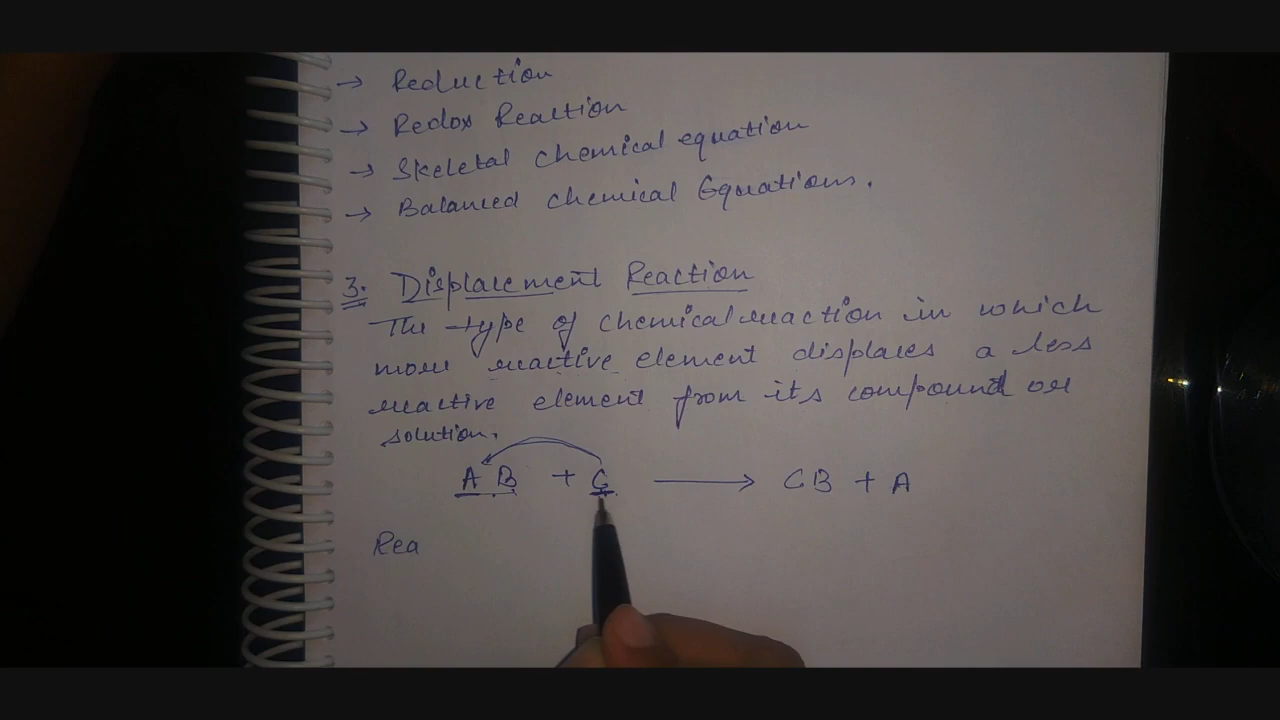 → Reduction
→ Redox Reaction
→ Skeletal chemical equation
→ Balanced chemical Equations.
3. Displacement Reaction
The type of chemical reaction in which
more reactive element displaces a less
reactive element from its compound or
solution.
A B + C ⟶ CB + A
Rea